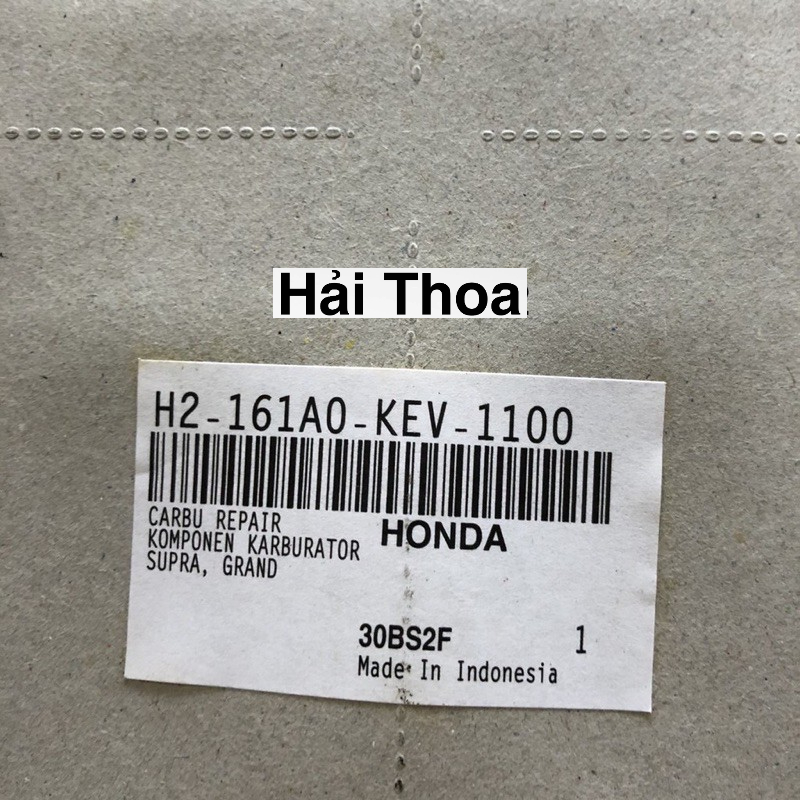 Hải Thoa
H2-161A0-KEV-1100
CARBU REPAIR
KOMPONEN KARBURATOR
SUPRA, GRAND
HONDA
30BS2F 1
Made In Indonesia